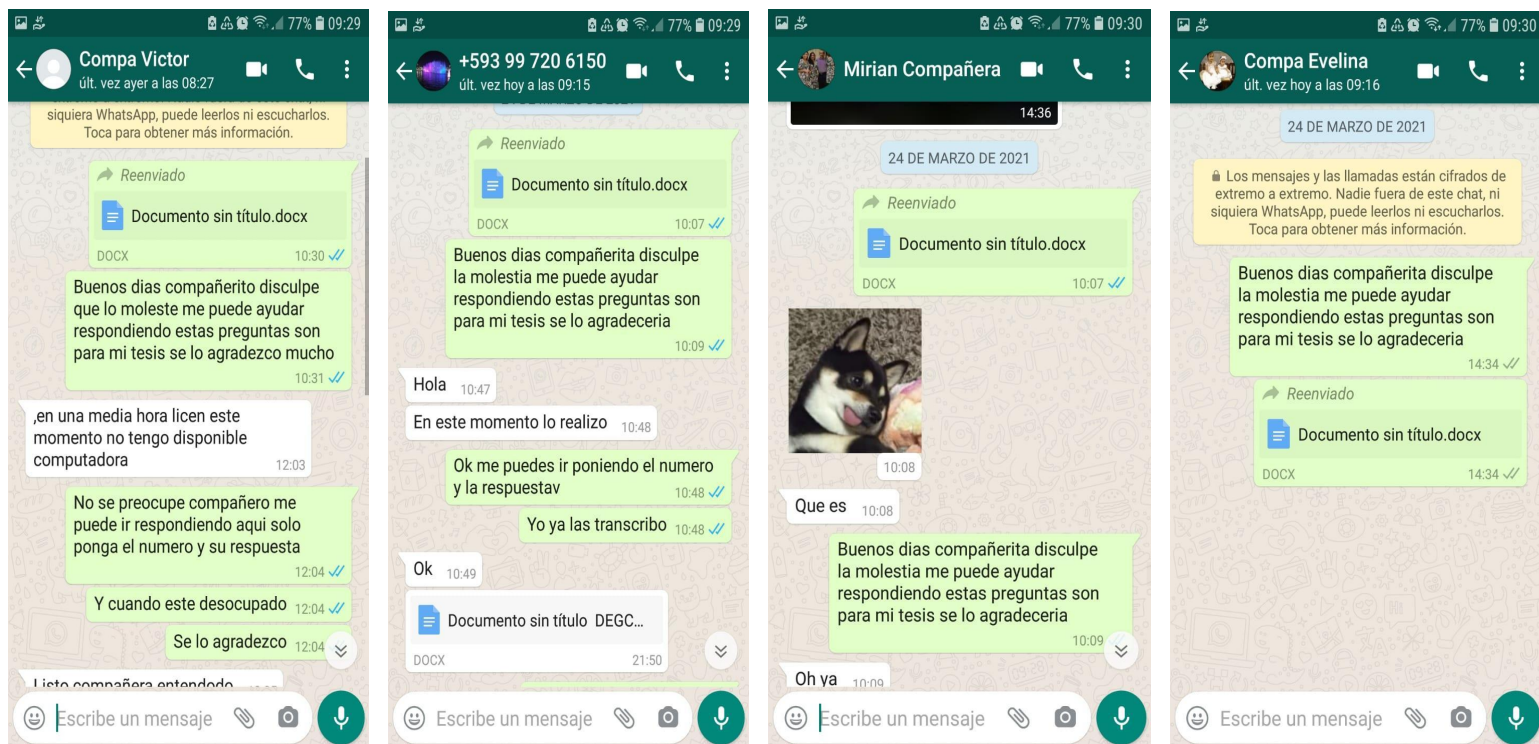 77% 09:29
Compa Victor
últ. vez ayer a las 08:27
siquiera WhatsApp, puede leerlos ni escucharlos.
Toca para obtener más información.
Reenviado
Documento sin título.docx
DOCX 10:30
Buenos dias compañerito disculpe
que lo moleste me puede ayudar
respondiendo estas preguntas son
para mi tesis se lo agradezco mucho
10:31
,en una media hora licen este
momento no tengo disponible
computadora 12:03
No se preocupe compañero me
puede ir respondiendo aqui solo
ponga el numero y su respuesta
12:04
Y cuando este desocupado 12:04
Se lo agradezco 12:04
Listo compañera entendodo
Escribe un mensaje
77% 09:29
+593 99 720 6150
últ. vez hoy a las 09:15
Reenviado
Documento sin título.docx
DOCX 10:07
Buenos dias compañerita disculpe
la molestia me puede ayudar
respondiendo estas preguntas son
para mi tesis se lo agradeceria
10:09
Hola 10:47
En este momento lo realizo 10:48
Ok me puedes ir poniendo el numero
y la respuestav 10:48
Yo ya las transcribo 10:48
Ok 10:49
Documento sin título DEGC...
DOCX 21:50
Escribe un mensaje
77% 09:30
Mirian Compañera
14:36
24 DE MARZO DE 2021
Reenviado
Documento sin título.docx
DOCX 10:07
10:08
Que es 10:08
Buenos dias compañerita disculpe
la molestia me puede ayudar
respondiendo estas preguntas son
para mi tesis se lo agradeceria
10:09
Oh ya 10:09
Escribe un mensaje
77% 09:30
Compa Evelina
últ. vez hoy a las 09:16
24 DE MARZO DE 2021
Los mensajes y las llamadas están cifrados de
extremo a extremo. Nadie fuera de este chat, ni
siquiera WhatsApp, puede leerlos ni escucharlos.
Toca para obtener más información.
Buenos dias compañerita disculpe
la molestia me puede ayudar
respondiendo estas preguntas son
para mi tesis se lo agradeceria
14:34
Reenviado
Documento sin título.docx
DOCX 14:34
Escribe un mensaje